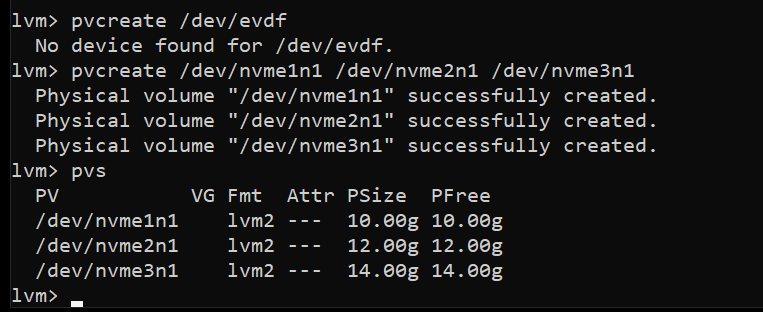 lvm> pvcreate /dev/evdf
  No device found for /dev/evdf.
lvm> pvcreate /dev/nvme1n1 /dev/nvme2n1 /dev/nvme3n1
  Physical volume "/dev/nvme1n1" successfully created.
  Physical volume "/dev/nvme2n1" successfully created.
  Physical volume "/dev/nvme3n1" successfully created.
lvm> pvs
  PV           VG Fmt  Attr PSize  PFree
  /dev/nvme1n1    lvm2 ---  10.00g 10.00g
  /dev/nvme2n1    lvm2 ---  12.00g 12.00g
  /dev/nvme3n1    lvm2 ---  14.00g 14.00g
lvm>